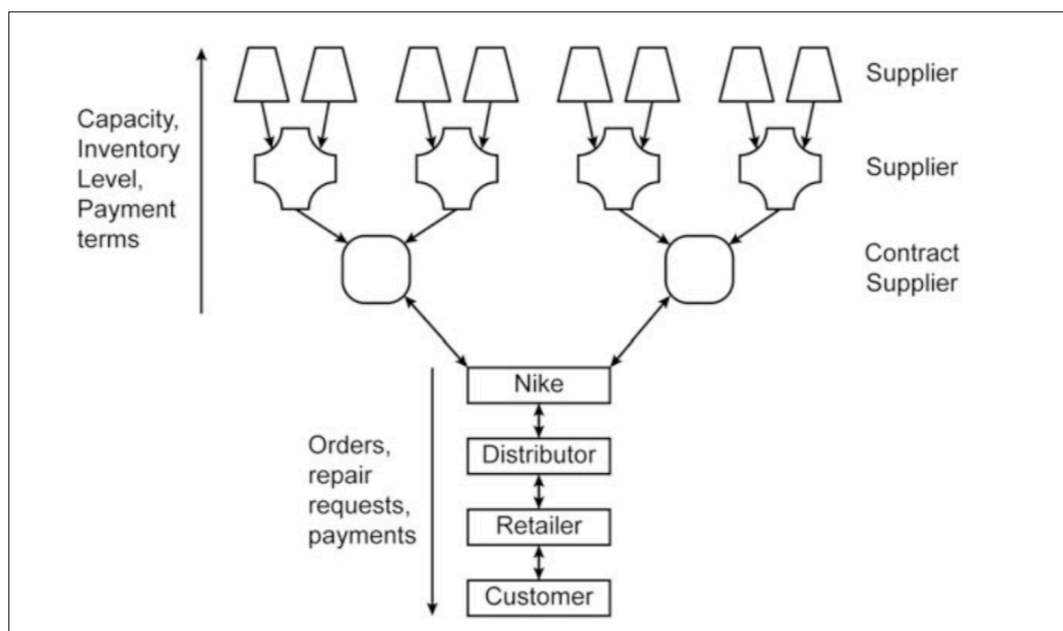 Supplier
Capacity,
Inventory
Level,
Payment
terms
Supplier
Contract
Supplier
Nike
Orders,
repair
requests,
payments
Distributor
Retailer
Customer